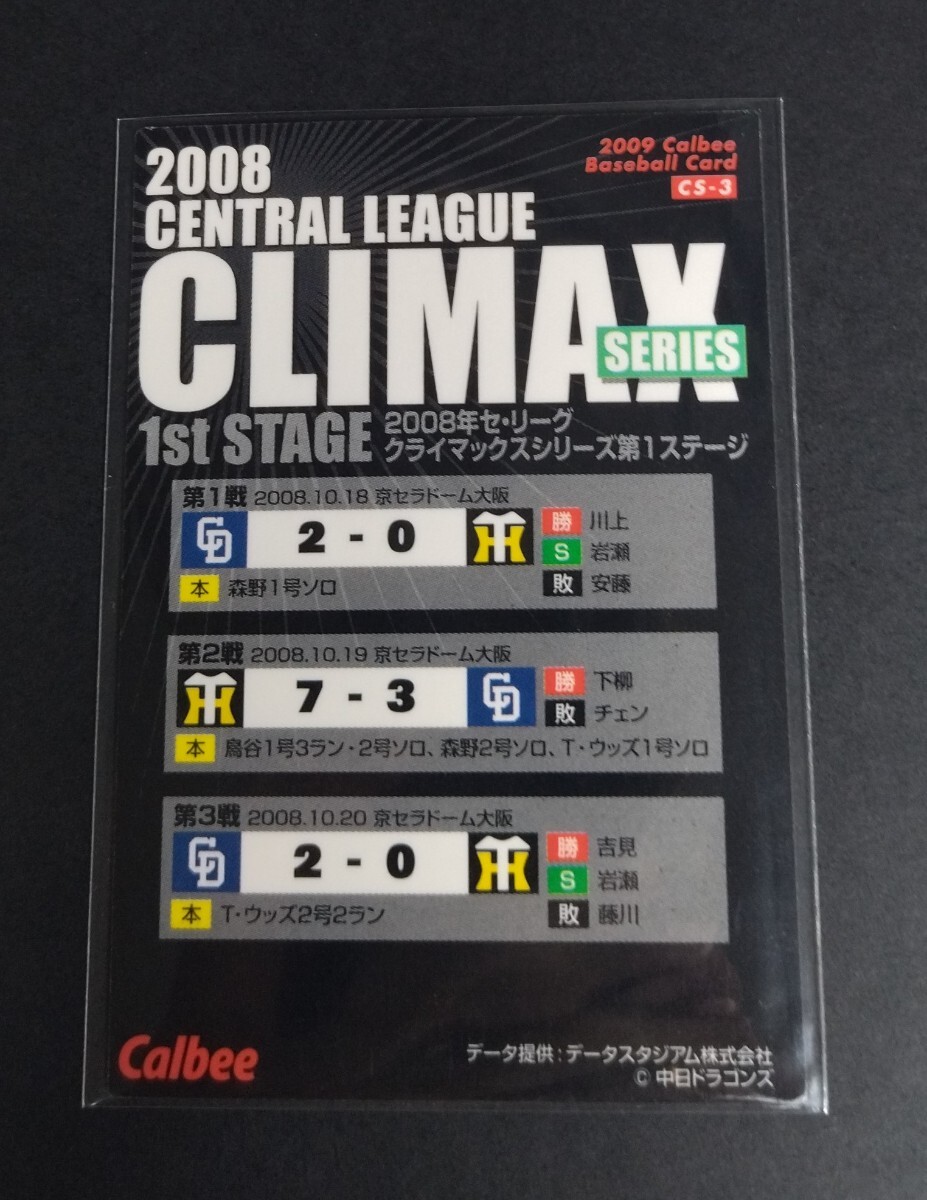 2009 Calbee
Baseball Card
CS-3
2008
CENTRAL LEAGUE
CLIMAX
SERIES
1st STAGE
2008年セ・リーグ
クライマックスシリーズ第1ステージ
第1戦 2008.10.18 京セラドーム大阪
CD 2 - 0 TH 勝 川上
S 岩瀬
本 森野1号ソロ 敗 安藤
第2戦 2008.10.19 京セラドーム大阪
TH 7 - 3 CD 勝 下柳
敗 チェン
本 鳥谷1号3ラン・2号ソロ、森野2号ソロ、T・ウッズ1号ソロ
第3戦 2008.10.20 京セラドーム大阪
CD 2 - 0 TH 勝 吉見
S 岩瀬
本 T・ウッズ2号2ラン 敗 藤川
Calbee
データ提供:データスタジアム株式会社
© 中日ドラゴンズ